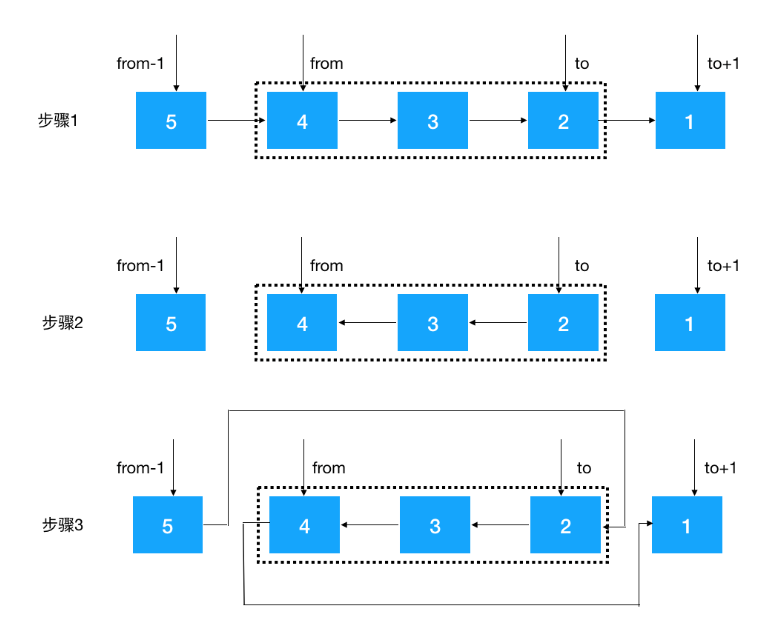 from-1 from to to+1
步骤1 5 4 3 2 1
from-1 from to to+1
步骤2 5 4 3 2 1
from-1 from to to+1
步骤3 5 4 3 2 1